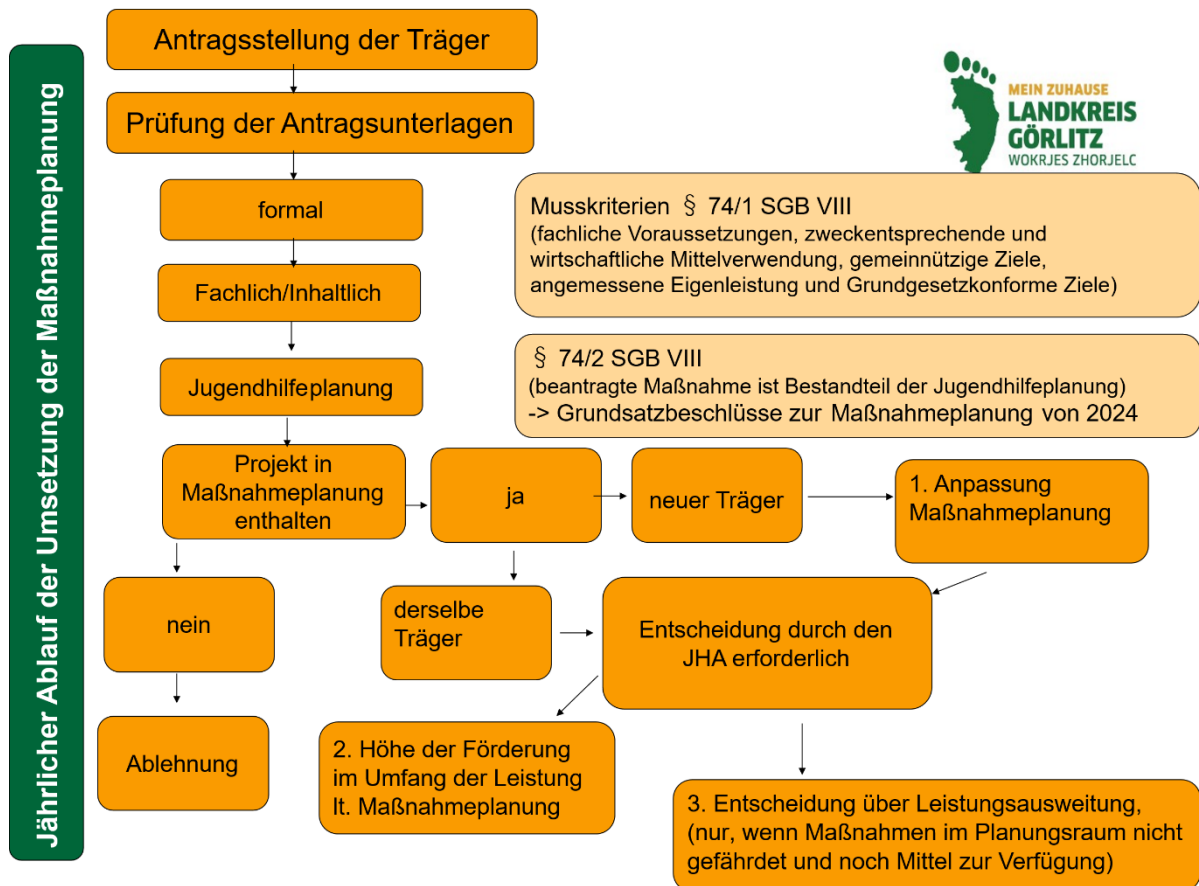 Jährlicher Ablauf der Umsetzung der Maßnahmeplanung
Antragsstellung der Träger
Prüfung der Antragsunterlagen
MEIN ZUHAUSE
LANDKREIS
GÖRLITZ
WOKRJES ZHORJELC
formal
Musskriterien § 74/1 SGB VIII
(fachliche Voraussetzungen, zweckentsprechende und
wirtschaftliche Mittelverwendung, gemeinnützige Ziele,
angemessene Eigenleistung und Grundgesetzkonforme Ziele)
Fachlich/Inhaltlich
Jugendhilfeplanung
§ 74/2 SGB VIII
(beantragte Maßnahme ist Bestandteil der Jugendhilfeplanung)
-> Grundsatzbeschlüsse zur Maßnahmeplanung von 2024
Projekt in
Maßnahmeplanung
enthalten
ja
neuer Träger
1. Anpassung
Maßnahmeplanung
nein
derselbe
Träger
Entscheidung durch den
JHA erforderlich
Ablehnung
2. Höhe der Förderung
im Umfang der Leistung
lt. Maßnahmeplanung
3. Entscheidung über Leistungsausweitung,
(nur, wenn Maßnahmen im Planungsraum nicht
gefährdet und noch Mittel zur Verfügung)